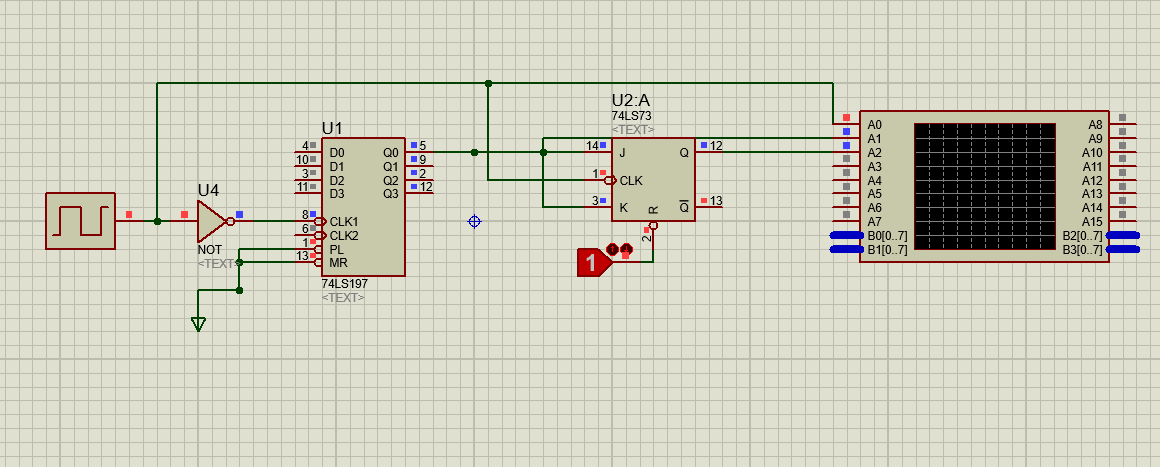 U1
U2:A
74LS73
<TEXT>
4 D0 Q0 5
10 D1 Q1 9
3 D2 Q2 2
11 D3 Q3 12
8 CLK1
6 CLK2
1 PL
13 MR
74LS197
<TEXT>
U4
NOT
<TEXT>
14 J Q 12
1 CLK
3 K Q 13
R
2
1
A0 A8
A1 A9
A2 A10
A3 A11
A4 A12
A5 A13
A6 A14
A7 A15
B0[0..7] B2[0..7]
B1[0..7] B3[0..7]